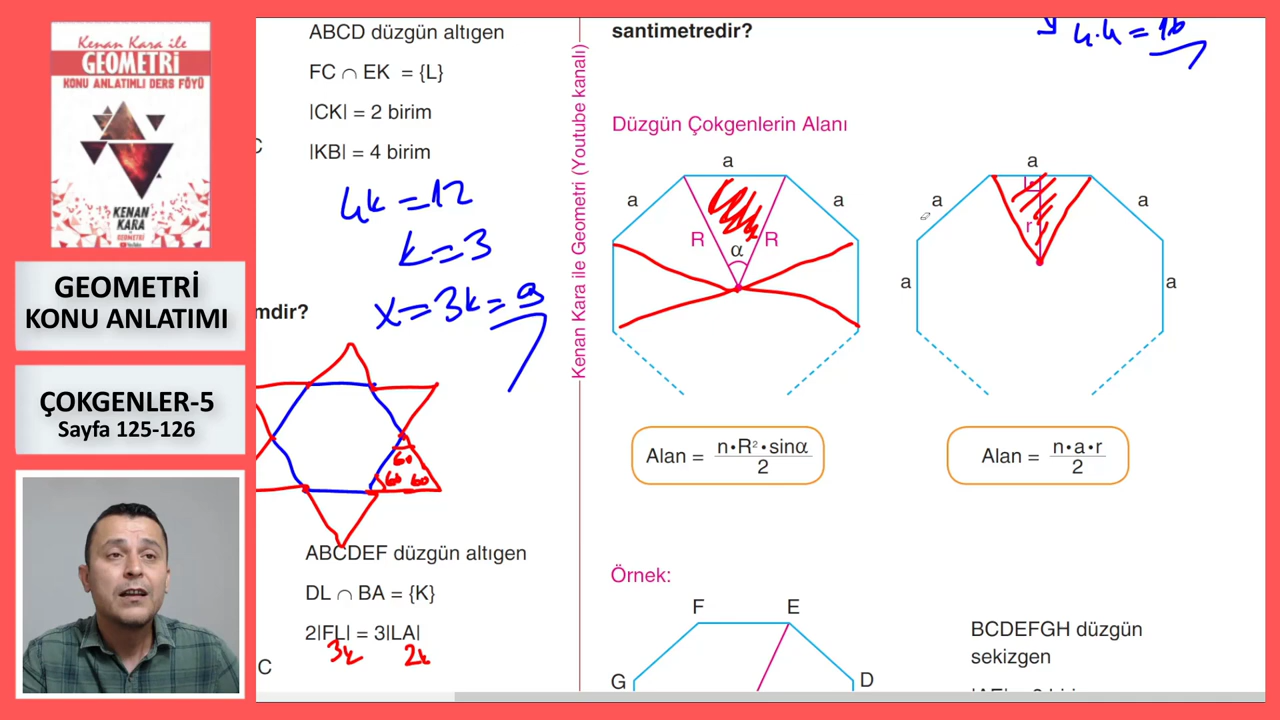 Kenan Kara ile
GEOMETRİ
KONU ANLATIMLI DERS FÖYÜ
KENAN
KARA
GEOMETRİ
KONU ANLATIMI
ÇOKGENLER-5
Sayfa 125-126
C
ABCD düzgün altıgen
FC ∩ EK = {L}
|CK| = 2 birim
|KB| = 4 birim
4k = 12
k = 3
x = 3k = 9
mdir?
60
60 60
ABCDEF düzgün altıgen
DL ∩ BA = {K}
2|FL| = 3|LA|
3k 2k
C
Kenan Kara ile Geometri (Youtube kanalı)
santimetredir?
4.4 = 16
Düzgün Çokgenlerin Alanı
a
a a
R α R
Alan = n•R²•sinα / 2
a
a a
r
a a
Alan = n•a•r / 2
Örnek:
F E
G D
BCDEFGH düzgün
sekizgen